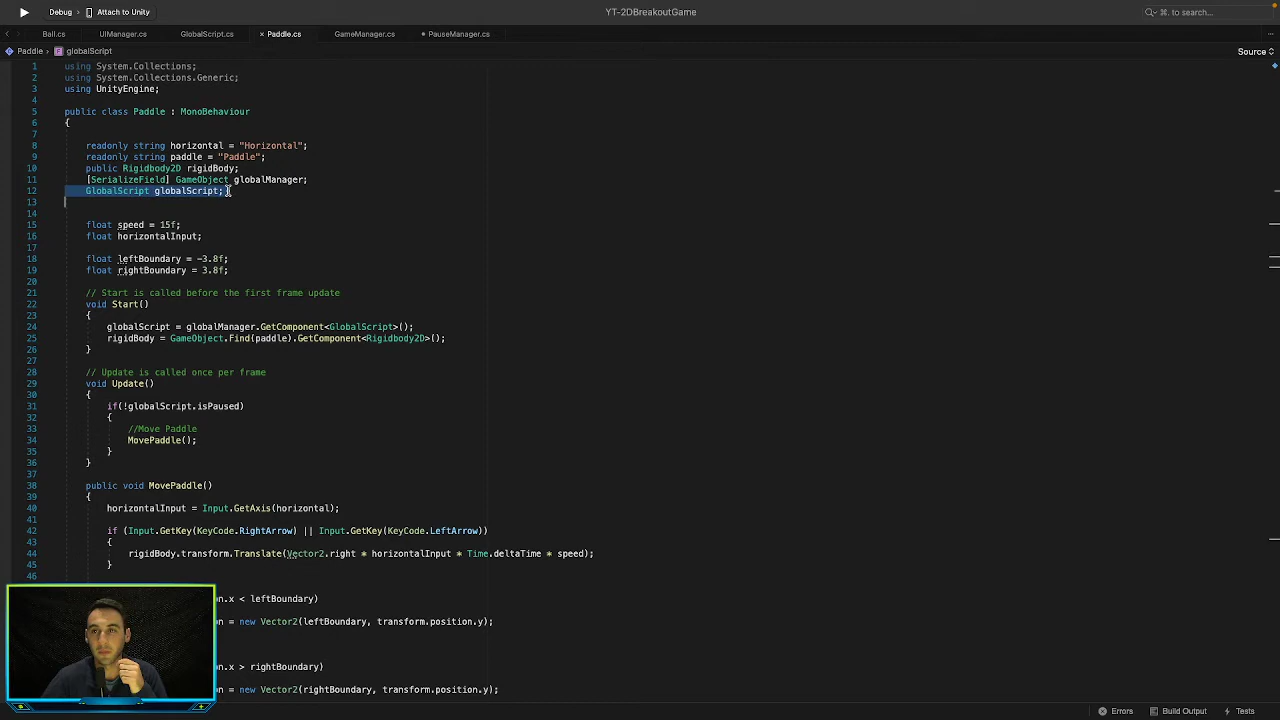 Debug
Attach to Unity
YT-2DBreakoutGame
⌘. to search...
Ball.cs
UIManager.cs
GlobalScript.cs
× Paddle.cs
GameManager.cs
PauseManager.cs
Paddle
globalScript
Source
1 using System.Collections;
2 using System.Collections.Generic;
3 using UnityEngine;
4
5 public class Paddle : MonoBehaviour
6 {
7
8 readonly string horizontal = "Horizontal";
9 readonly string paddle = "Paddle";
10 public Rigidbody2D rigidBody;
11 [SerializeField] GameObject globalManager;
12 GlobalScript globalScript;
13
14
15 float speed = 15f;
16 float horizontalInput;
17
18 float leftBoundary = -3.8f;
19 float rightBoundary = 3.8f;
20
21 // Start is called before the first frame update
22 void Start()
23 {
24 globalScript = globalManager.GetComponent<GlobalScript>();
25 rigidBody = GameObject.Find(paddle).GetComponent<Rigidbody2D>();
26 }
27
28 // Update is called once per frame
29 void Update()
30 {
31 if(!globalScript.isPaused)
32 {
33 //Move Paddle
34 MovePaddle();
35 }
36 }
37
38 public void MovePaddle()
39 {
40 horizontalInput = Input.GetAxis(horizontal);
41
42 if (Input.GetKey(KeyCode.RightArrow) || Input.GetKey(KeyCode.LeftArrow))
43 {
44 rigidBody.transform.Translate(Vector2.right * horizontalInput * Time.deltaTime * speed);
45 }
46
on.x < leftBoundary)
on = new Vector2(leftBoundary, transform.position.y);
on.x > rightBoundary)
on = new Vector2(rightBoundary, transform.position.y);
Errors
Build Output
Tests